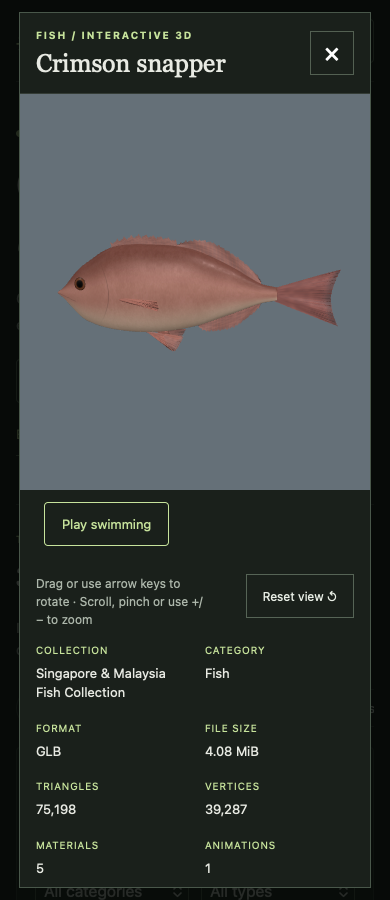 FISH / INTERACTIVE 3D
Crimson snapper
×
Play swimming
Drag or use arrow keys to
rotate · Scroll, pinch or use +/
− to zoom
Reset view ↺
COLLECTION
Singapore & Malaysia
Fish Collection
CATEGORY
Fish
FORMAT
GLB
FILE SIZE
4.08 MiB
TRIANGLES
75,198
VERTICES
39,287
MATERIALS
5
ANIMATIONS
1
All categories
All types